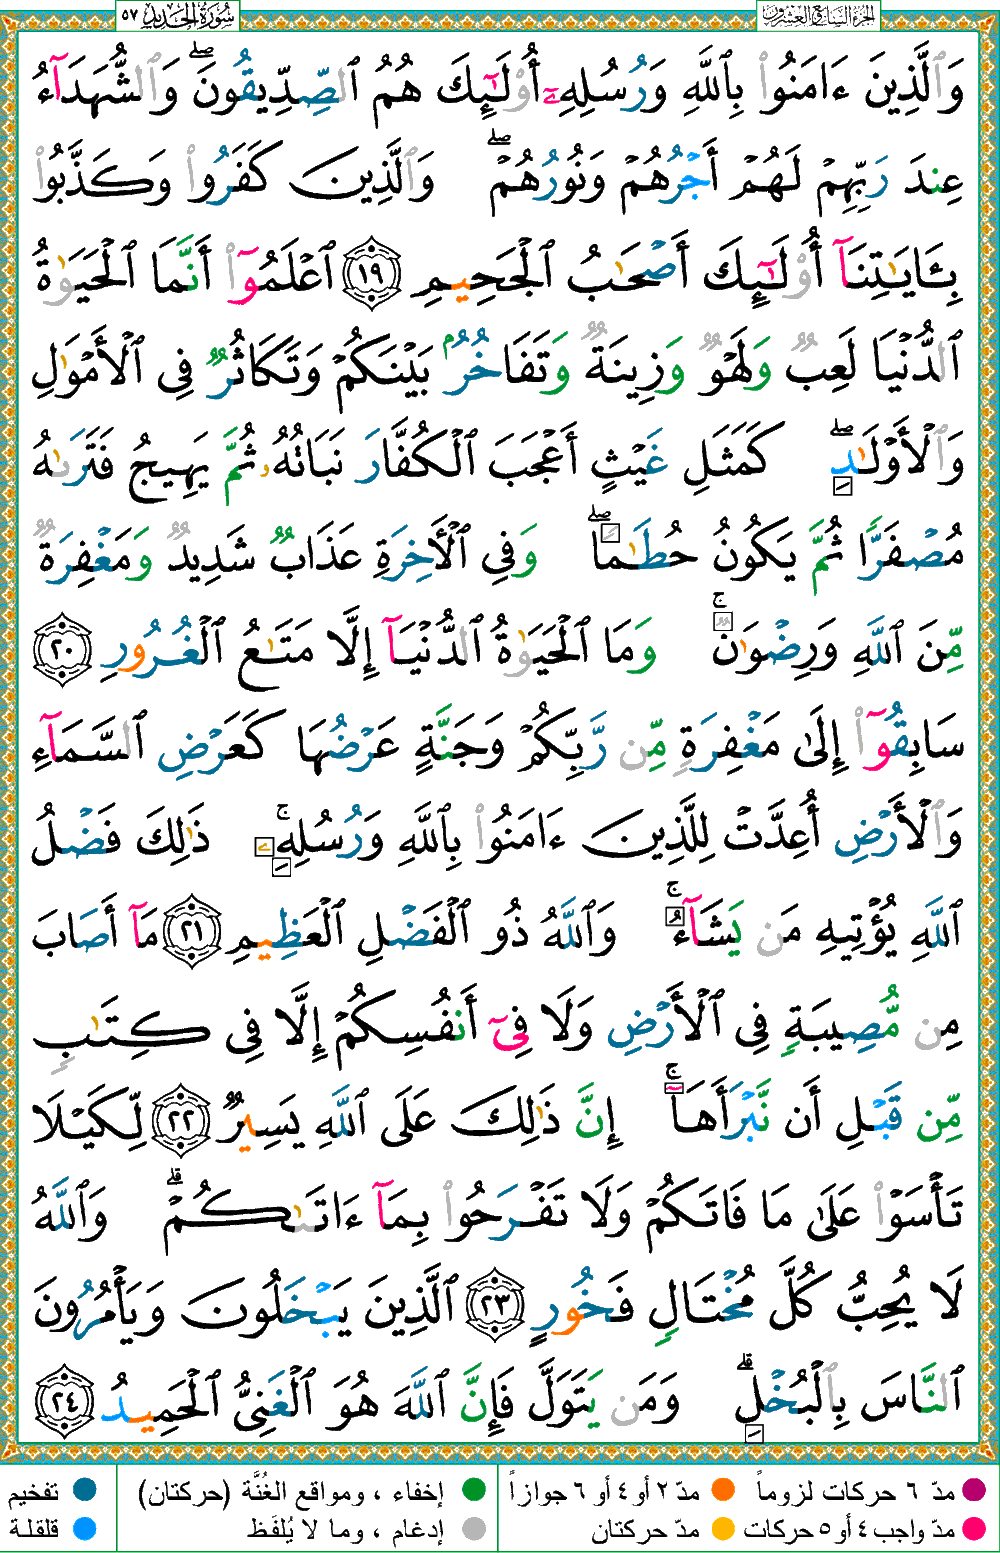 الجزء السابع العشرون
سورة الحديد ٥٧
وَٱلَّذِينَ ءَامَنُوا۟ بِٱللَّهِ وَرُسُلِهِۦٓ أُو۟لَـٰٓئِكَ هُمُ ٱلصِّدِّيقُونَ ۖ وَٱلشُّهَدَآءُ
عِندَ رَبِّهِمْ لَهُمْ أَجْرُهُمْ وَنُورُهُمْ ۖ وَٱلَّذِينَ كَفَرُوا۟ وَكَذَّبُوا۟
بِـَٔايَـٰتِنَآ أُو۟لَـٰٓئِكَ أَصْحَـٰبُ ٱلْجَحِيمِ ١٩ ٱعْلَمُوٓا۟ أَنَّمَا ٱلْحَيَوٰةُ
ٱلدُّنْيَا لَعِبٌ وَلَهْوٌ وَزِينَةٌ وَتَفَاخُرٌۢ بَيْنَكُمْ وَتَكَاثُرٌ فِى ٱلْأَمْوَٰلِ
وَٱلْأَوْلَـٰدِ ۖ كَمَثَلِ غَيْثٍ أَعْجَبَ ٱلْكُفَّارَ نَبَاتُهُۥ ثُمَّ يَهِيجُ فَتَرَىٰهُ
مُصْفَرًّا ثُمَّ يَكُونُ حُطَـٰمًا ۖ وَفِى ٱلْـَٔاخِرَةِ عَذَابٌ شَدِيدٌ وَمَغْفِرَةٌ
مِّنَ ٱللَّهِ وَرِضْوَٰنٌ ۚ وَمَا ٱلْحَيَوٰةُ ٱلدُّنْيَآ إِلَّا مَتَـٰعُ ٱلْغُرُورِ ٢٠
سَابِقُوٓا۟ إِلَىٰ مَغْفِرَةٍ مِّن رَّبِّكُمْ وَجَنَّةٍ عَرْضُهَا كَعَرْضِ ٱلسَّمَآءِ
وَٱلْأَرْضِ أُعِدَّتْ لِلَّذِينَ ءَامَنُوا۟ بِٱللَّهِ وَرُسُلِهِۦ ۚ ذَٰلِكَ فَضْلُ
ٱللَّهِ يُؤْتِيهِ مَن يَشَآءُ ۚ وَٱللَّهُ ذُو ٱلْفَضْلِ ٱلْعَظِيمِ ٢١ مَآ أَصَابَ
مِن مُّصِيبَةٍ فِى ٱلْأَرْضِ وَلَا فِىٓ أَنفُسِكُمْ إِلَّا فِى كِتَـٰبٍ
مِّن قَبْلِ أَن نَّبْرَأَهَآ ۚ إِنَّ ذَٰلِكَ عَلَى ٱللَّهِ يَسِيرٌ ٢٢ لِّكَيْلَا
تَأْسَوْا۟ عَلَىٰ مَا فَاتَكُمْ وَلَا تَفْرَحُوا۟ بِمَآ ءَاتَىٰكُمْ ۗ وَٱللَّهُ
لَا يُحِبُّ كُلَّ مُخْتَالٍ فَخُورٍ ٢٣ ٱلَّذِينَ يَبْخَلُونَ وَيَأْمُرُونَ
ٱلنَّاسَ بِٱلْبُخْلِ ۗ وَمَن يَتَوَلَّ فَإِنَّ ٱللَّهَ هُوَ ٱلْغَنِىُّ ٱلْحَمِيدُ ٢٤
مدّ ٦ حركات لزوماً
مدّ ٢ أو ٤ أو ٦ جوازاً
إخفاء ، ومواقع الغُنَّة (حركتان)
تفخيم
مدّ واجب ٤ أو ٥ حركات
مدّ حركتان
إدغام ، وما لا يُلفَظ
قلقلة